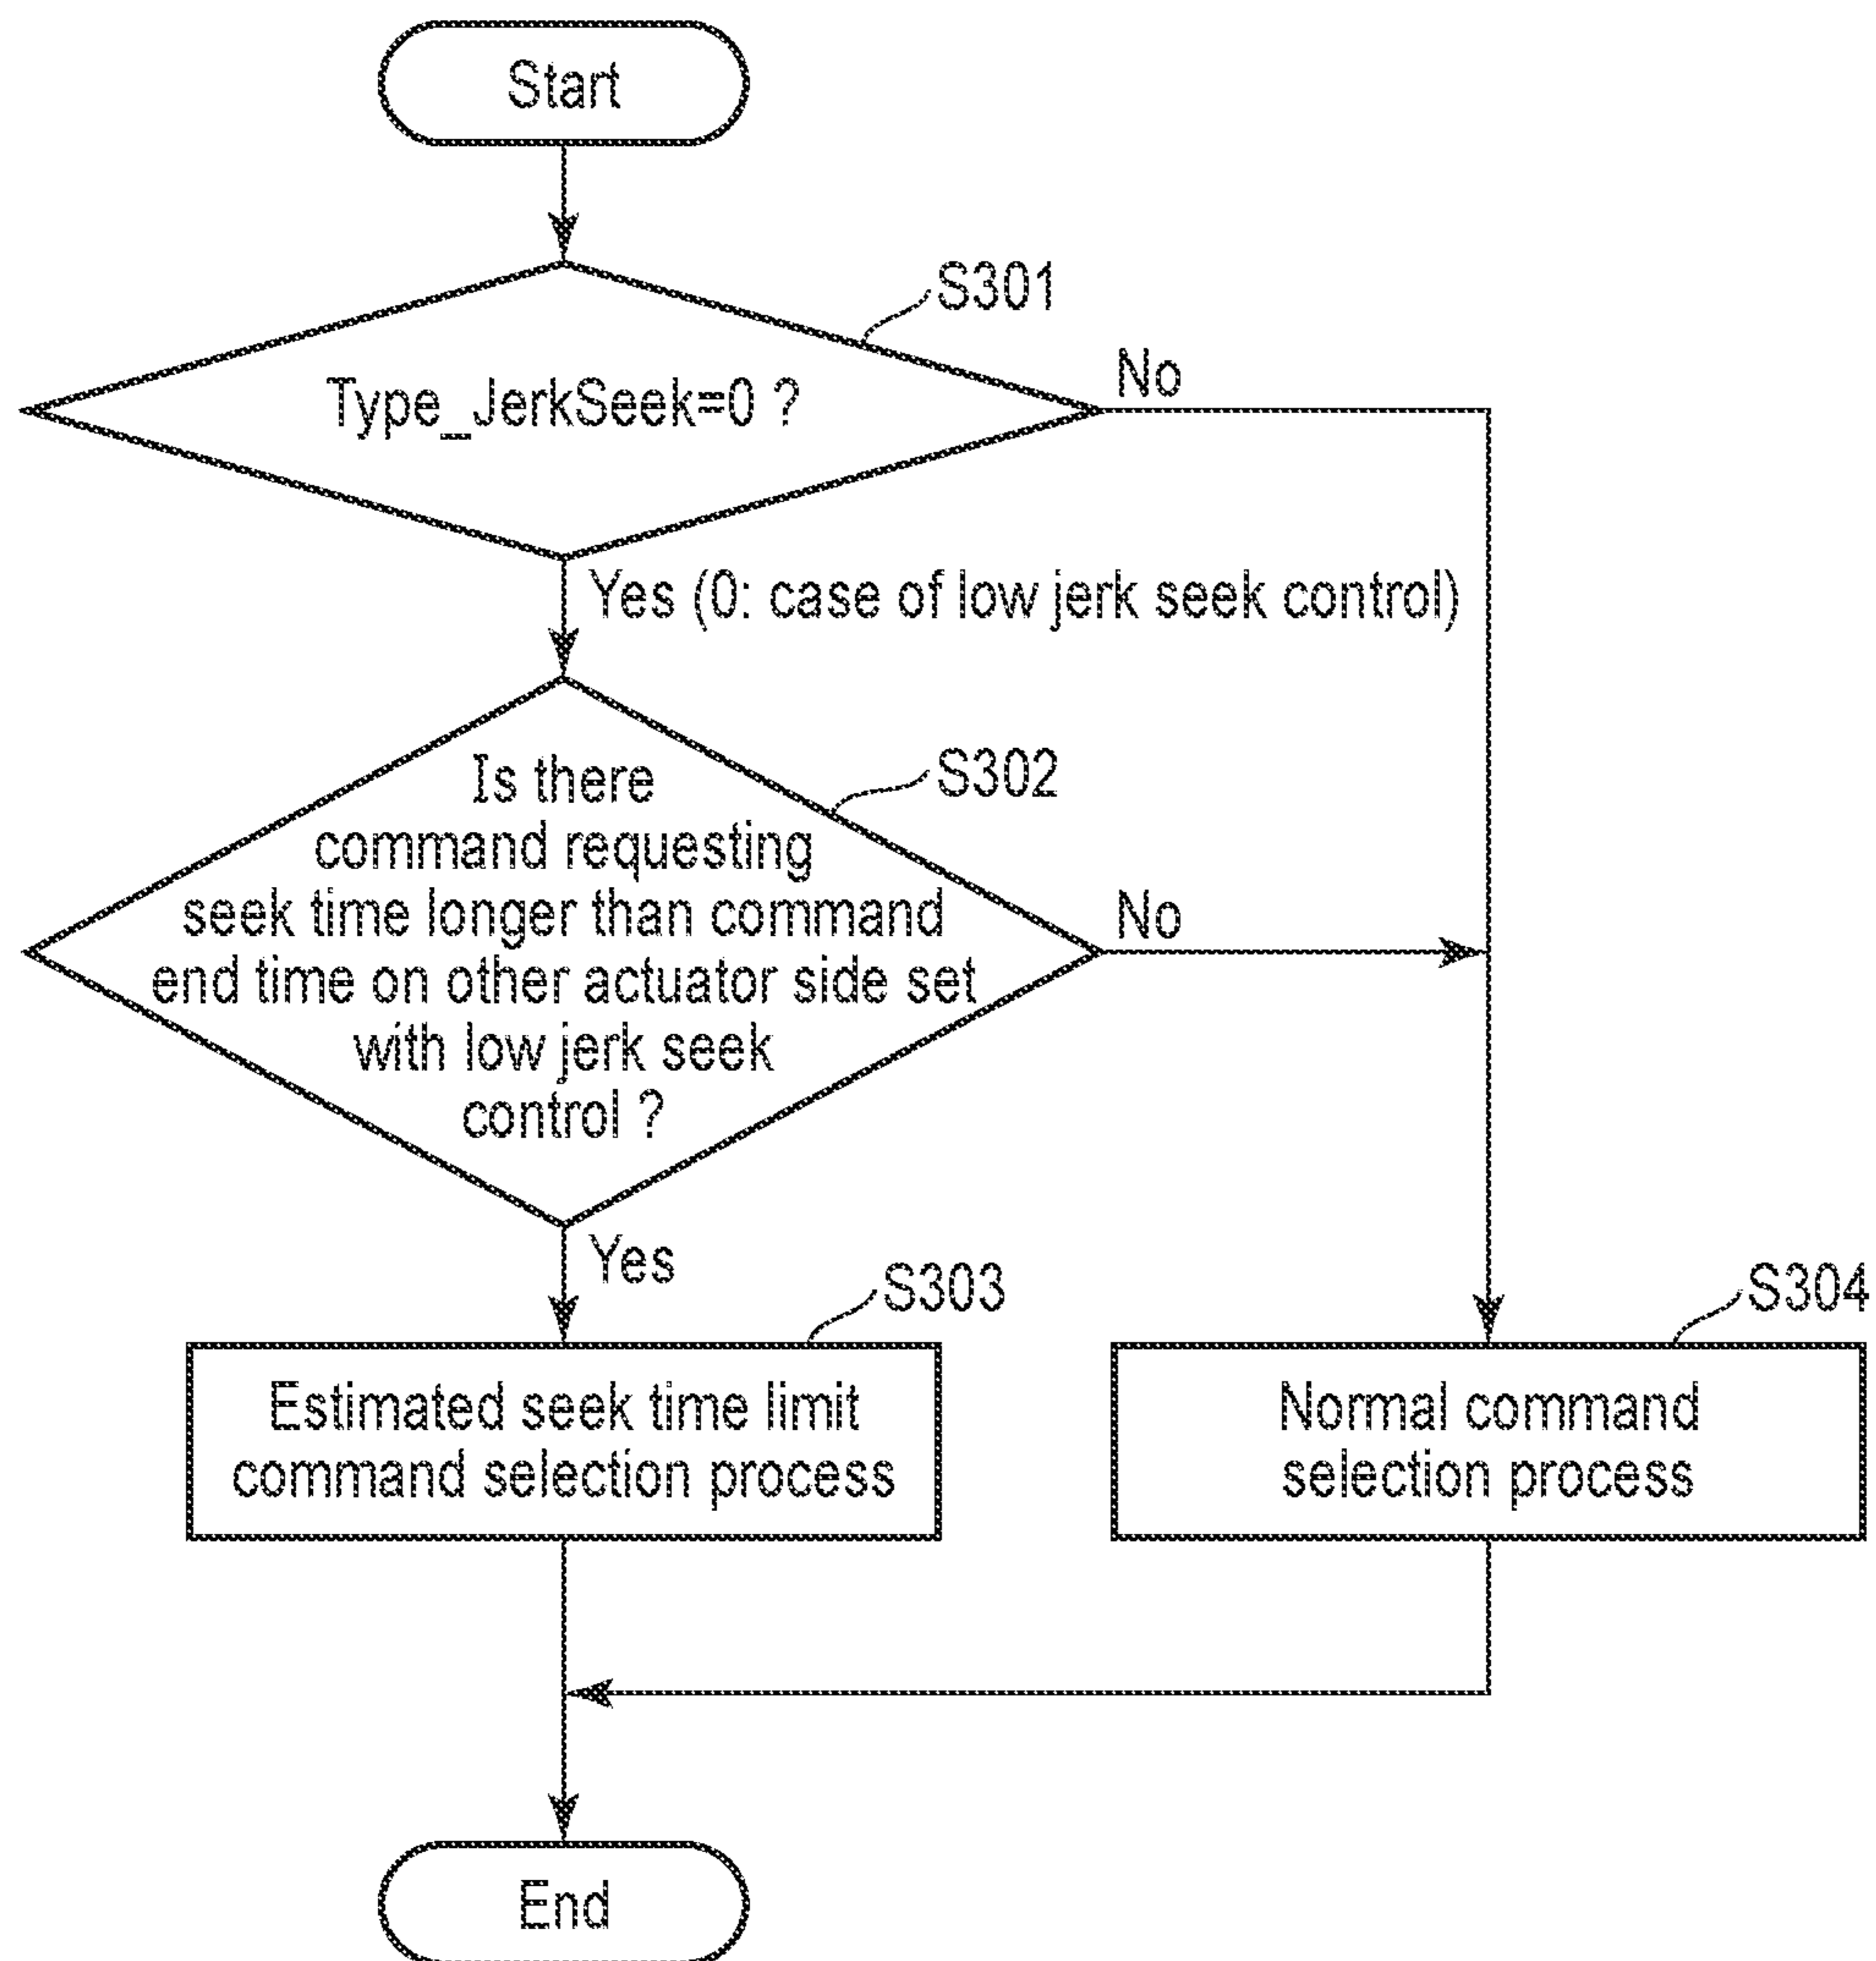 Start
S301
Type_JerkSeek=0 ?
No
Yes (0: case of low jerk seek control)
S302
Is there
command requesting
seek time longer than command
end time on other actuator side set
with low jerk seek
control ?
No
Yes
S303
S304
Estimated seek time limit
command selection process
Normal command
selection process
End